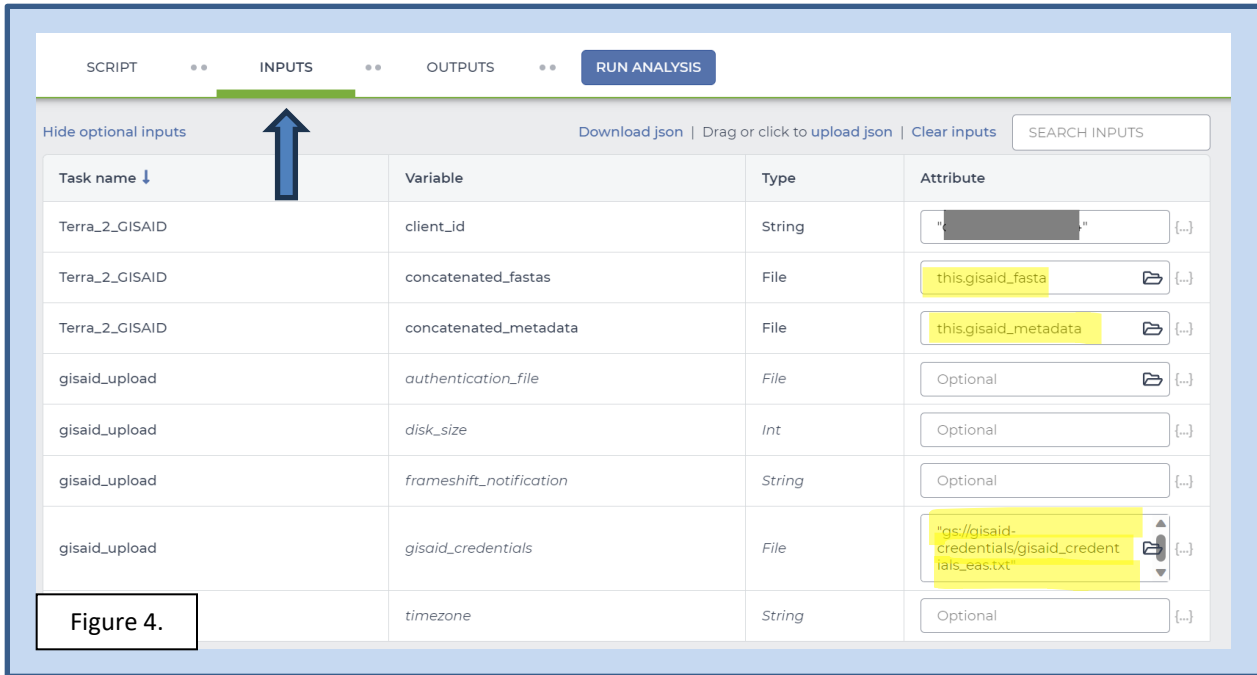 SCRIPT INPUTS OUTPUTS RUN ANALYSIS
Hide optional inputs Download json | Drag or click to upload json | Clear inputs SEARCH INPUTS
Task name Variable Type Attribute
Terra_2_GISAID client_id String
Terra_2_GISAID concatenated_fastas File this.gisaid_fasta {...}
Terra_2_GISAID concatenated_metadata File this.gisaid_metadata {...}
gisaid_upload authentication_file File Optional {...}
gisaid_upload disk_size Int Optional {...}
gisaid_upload frameshift_notification String Optional {...}
"gs://gisaid-
gisaid_upload gisaid_credentials File credentials/gisaid_credent {...}
ials_eas.txt"
Figure 4. timezone String Optional {...}